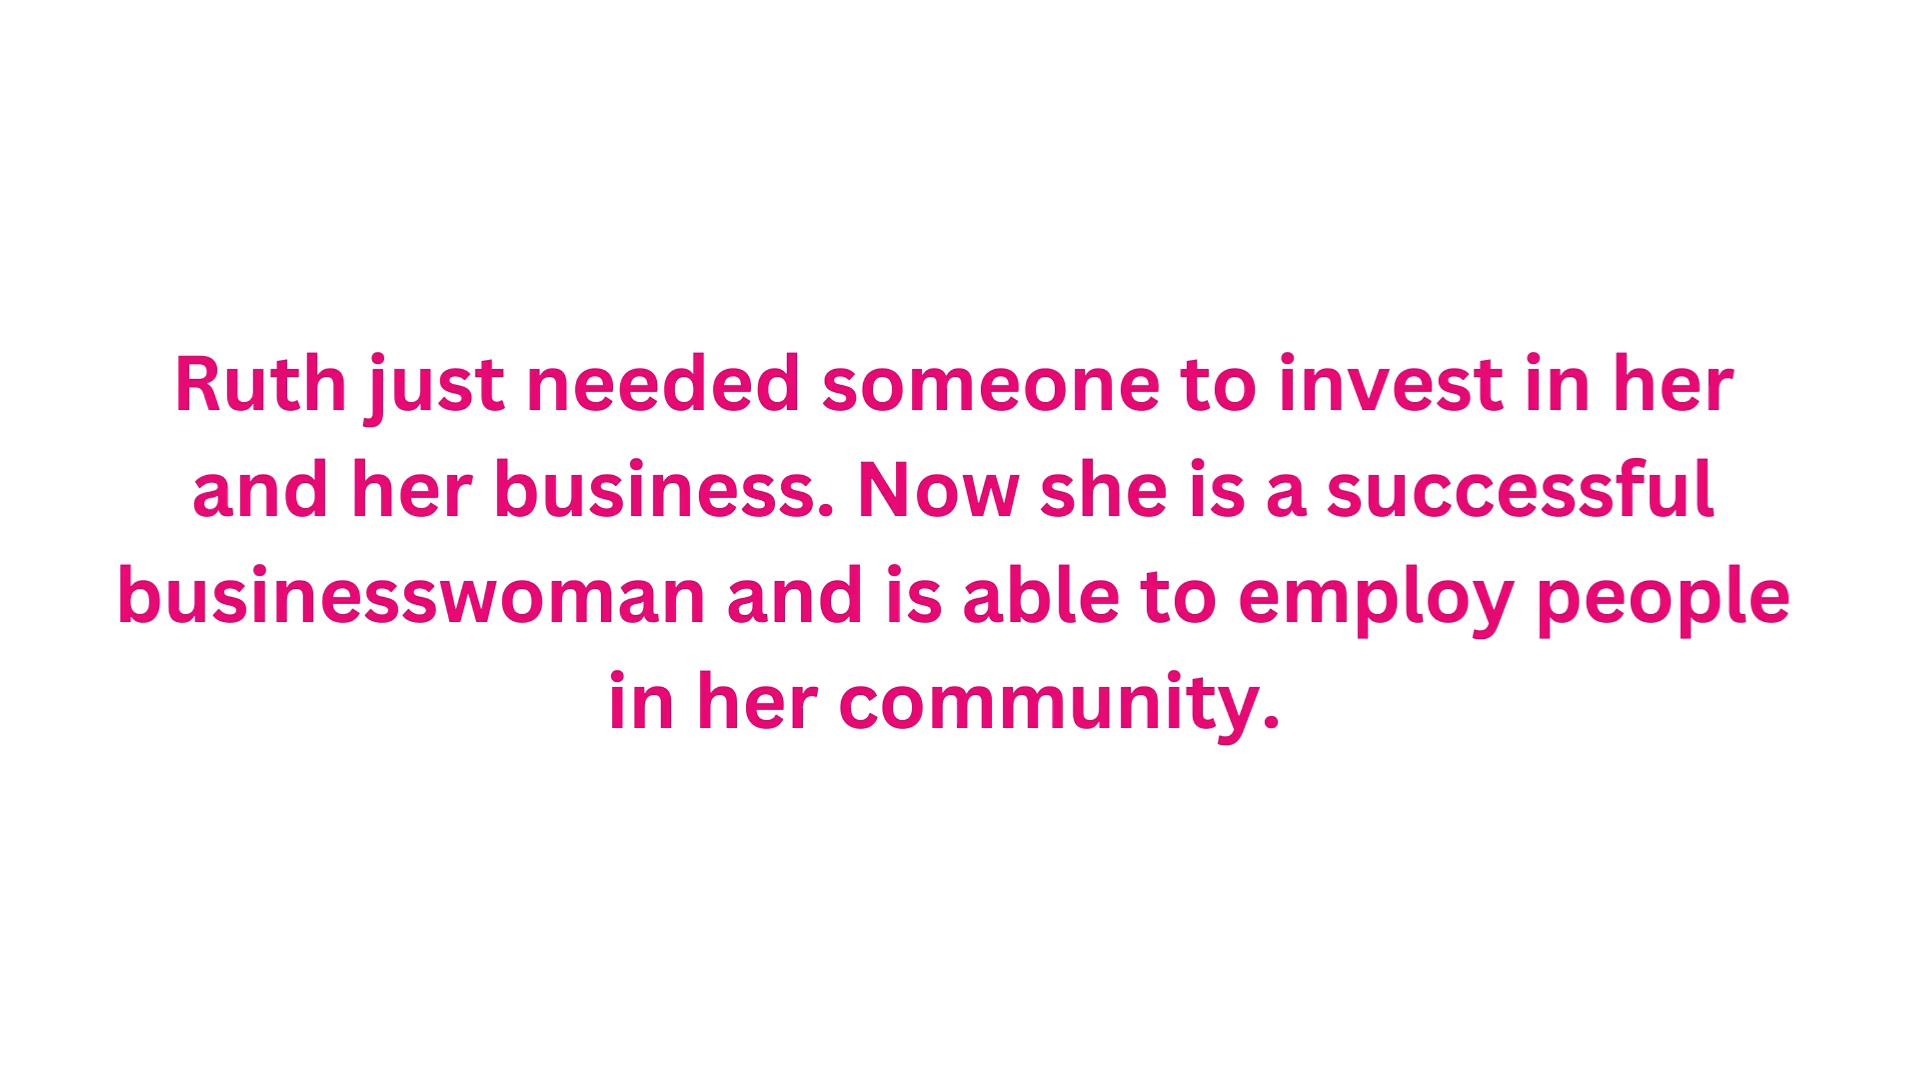 Ruth just needed someone to invest in her
and her business. Now she is a successful
businesswoman and is able to employ people
in her community.